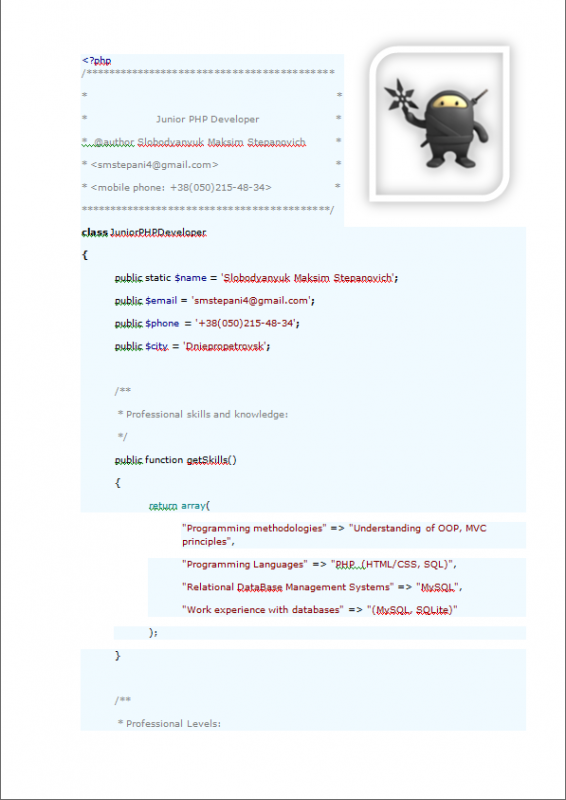 <?php
/****************************************
* *
* Junior PHP Developer *
* @author Slobodyanyuk Maksim Stepanovich *
* <smstepani4@gmail.com> *
* <mobile phone: +38(050)215-48-34> *
****************************************/
class JuniorPHPDeveloper
{
public static $name = 'Slobodyanyuk Maksim Stepanovich';
public $email = 'smstepani4@gmail.com';
public $phone = '+38(050)215-48-34';
public $city = 'Dniepropetrovsk';
/**
* Professional skills and knowledge:
*/
public function getSkills()
{
return array(
"Programming methodologies" => "Understanding of OOP, MVC
principles",
"Programming Languages" => "PHP (HTML/CSS, SQL)",
"Relational DataBase Management Systems" => "MySQL",
"Work experience with databases" => "(MySQL, SQLite)"
);
}
/**
* Professional Levels: